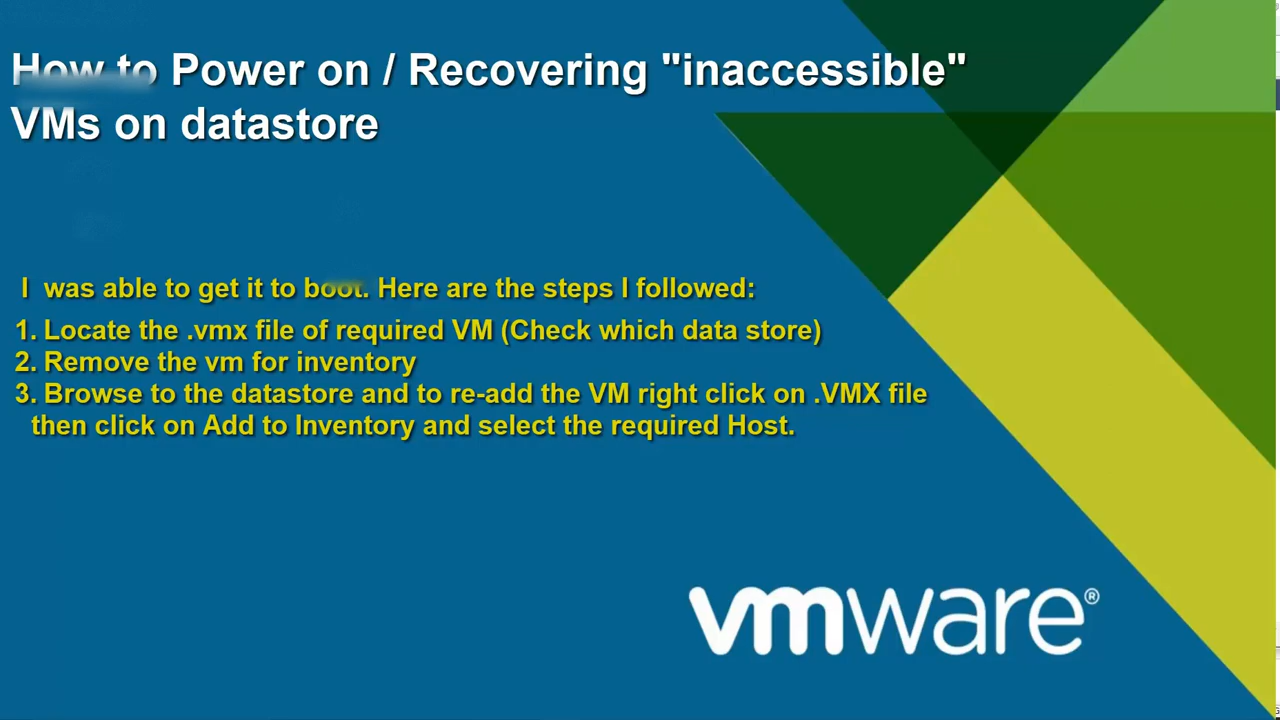 How to Power on / Recovering "inaccessible"
VMs on datastore
I was able to get it to boot. Here are the steps I followed:
1. Locate the .vmx file of required VM (Check which data store)
2. Remove the vm for inventory
3. Browse to the datastore and to re-add the VM right click on .VMX file
then click on Add to Inventory and select the required Host.
vmware®